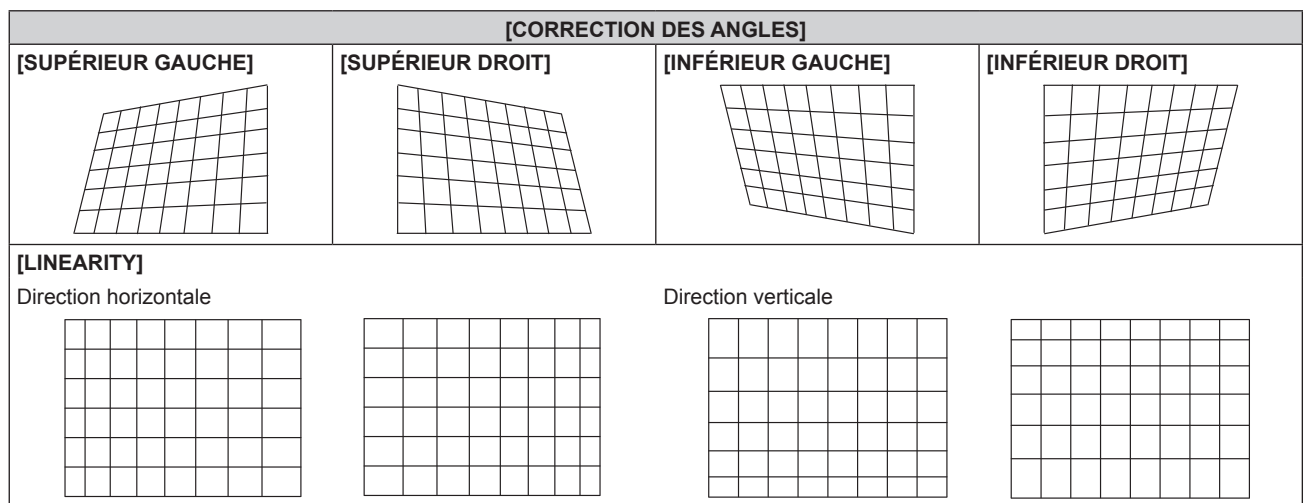 [CORRECTION DES ANGLES]
[SUPÉRIEUR GAUCHE] [SUPÉRIEUR DROIT] [INFÉRIEUR GAUCHE] [INFÉRIEUR DROIT]
[LINEARITY]
Direction horizontale Direction verticale